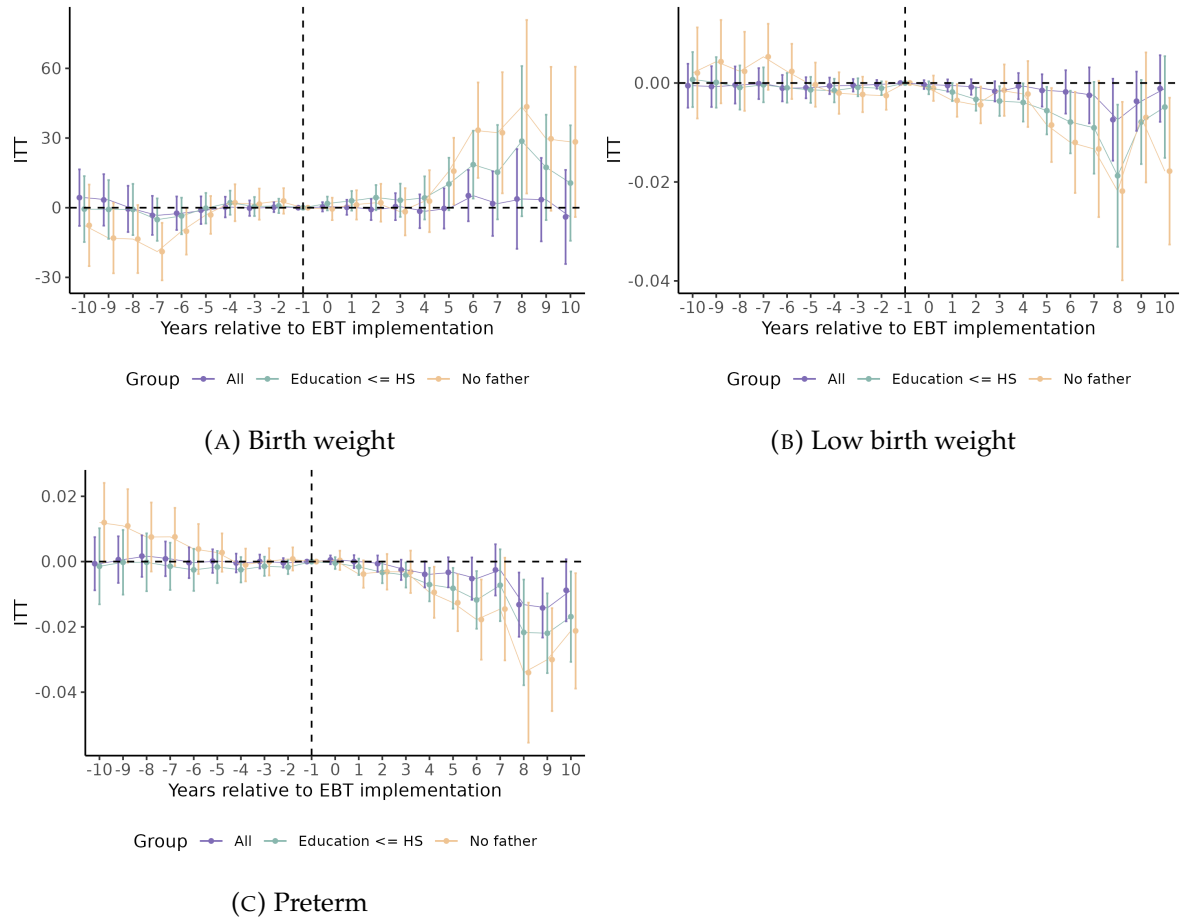 60
30
0
-30
ITT
-10 -9 -8 -7 -6 -5 -4 -3 -2 -1 0 1 2 3 4 5 6 7 8 9 10
Years relative to EBT implementation
Group All Education <= HS No father
(A) Birth weight
0.00
-0.02
-0.04
ITT
-10 -9 -8 -7 -6 -5 -4 -3 -2 -1 0 1 2 3 4 5 6 7 8 9 10
Years relative to EBT implementation
Group All Education <= HS No father
(B) Low birth weight
0.02
0.00
-0.02
-0.04
ITT
-10 -9 -8 -7 -6 -5 -4 -3 -2 -1 0 1 2 3 4 5 6 7 8 9 10
Years relative to EBT implementation
Group All Education <= HS No father
(C) Preterm